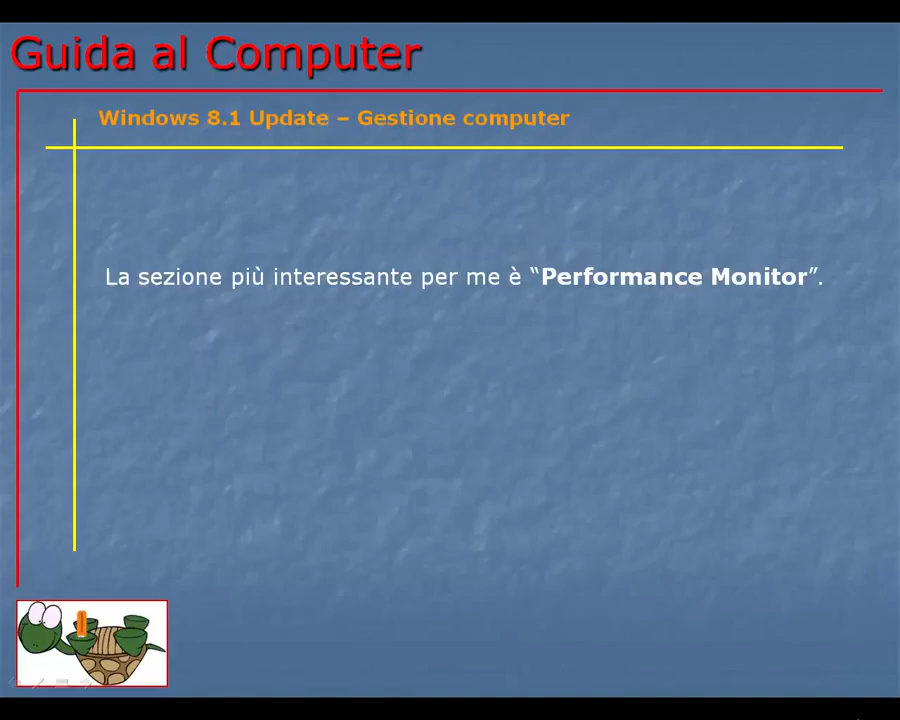 Guida al Computer
Windows 8.1 Update – Gestione computer
La sezione più interessante per me è “Performance Monitor”.